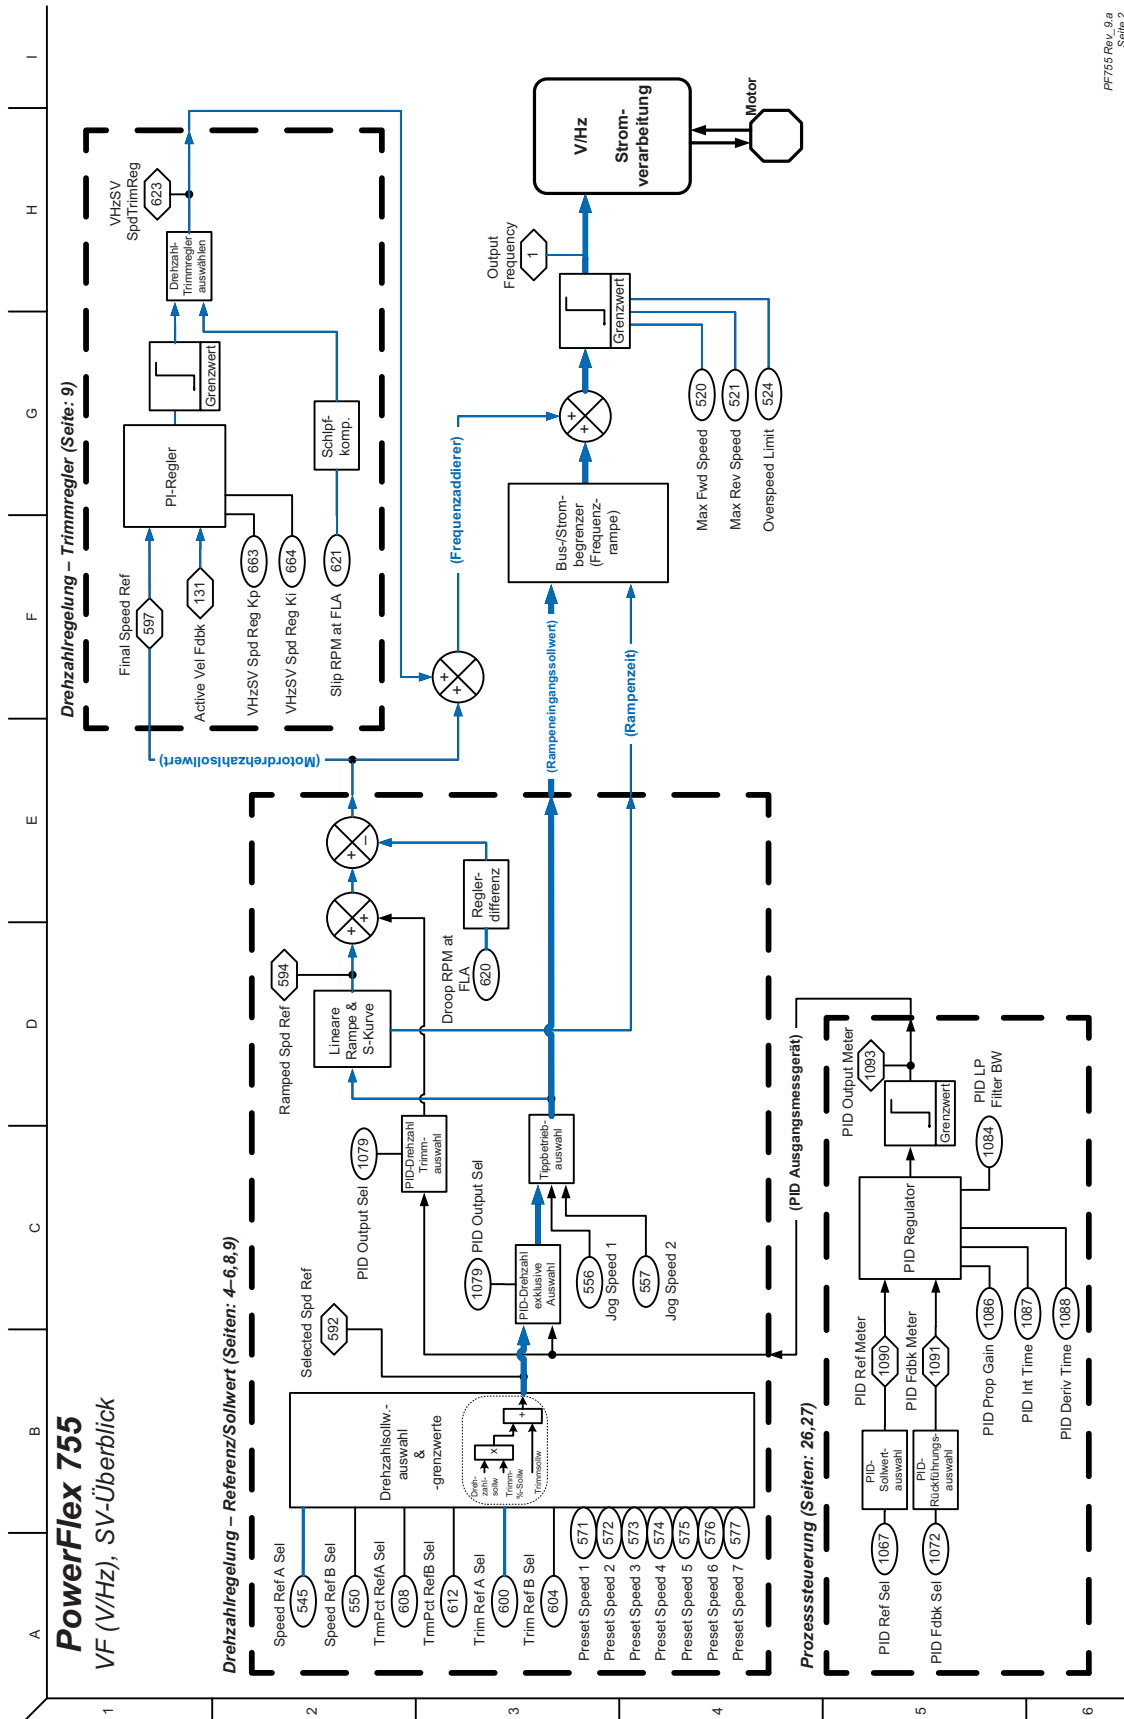 PowerFlex 755
VF (V/Hz), SV-Überblick
A
B
C
D
E
F
G
H
I
1
2
3
4
5
6
Drehzahlregelung – Trimmregler (Seite: 9)
Final Speed Ref
597
Active Vel Fdbk
131
VHzSV Spd Reg Kp
663
VHzSV Spd Reg Ki
664
Slip RPM at FLA
621
PI-Regler
Grenzwert
Schlpf-
komp.
Drehzahl-
Trimmregler
auswählen
VHzSV
SpdTrimReg
623
(Motordrehzahlsollwert)
Drehzahlregelung – Referenz/Sollwert (Seiten: 4–6,8,9)
Speed Ref A Sel
545
Speed Ref B Sel
550
TrmPct RefA Sel
608
TrmPct RefB Sel
612
Trim Ref A Sel
600
Trim Ref B Sel
604
Preset Speed 1
571
Preset Speed 2
572
Preset Speed 3
573
Preset Speed 4
574
Preset Speed 5
575
Preset Speed 6
576
Preset Speed 7
577
Drehzahlsollw.-
auswahl
&
-grenzwerte
Dreh-
zahl-
sollw
Trimm-
%-Sollw
Trimmsollw
x
+
Selected Spd Ref
592
PID Output Sel
1079
PID-Drehzahl
exklusive
Auswahl
PID Output Sel
1079
PID-Drehzahl
Trimm-
auswahl
556
Jog Speed 1
557
Jog Speed 2
Tippbetrieb-
auswahl
Ramped Spd Ref
594
Lineare
Rampe &
S-Kurve
Droop RPM at
FLA
620
Regler-
differenz
+
+
+
–
+
+
(Frequenzaddierer)
(Rampeneingangssollwert)
(Rampenzeit)
Bus-/Strom-
begrenzer
(Frequenz-
rampe)
+
+
Grenzwert
Max Fwd Speed
520
Max Rev Speed
521
Overspeed Limit
524
Output
Frequency
1
V/Hz
Strom-
verarbeitung
Motor
Prozesssteuerung (Seiten: 26,27)
PID Ref Sel
1067
PID Fdbk Sel
1072
PID-
Sollwert-
auswahl
PID-
Rückführungs-
auswahl
PID Ref Meter
1090
PID Fdbk Meter
1091
PID Prop Gain
1086
PID Int Time
1087
PID Deriv Time
1088
PID Regulator
PID LP
Filter BW
1084
Grenzwert
PID Output Meter
1093
(PID Ausgangsmessgerät)
PF755 Rev_9.a
Seite 2